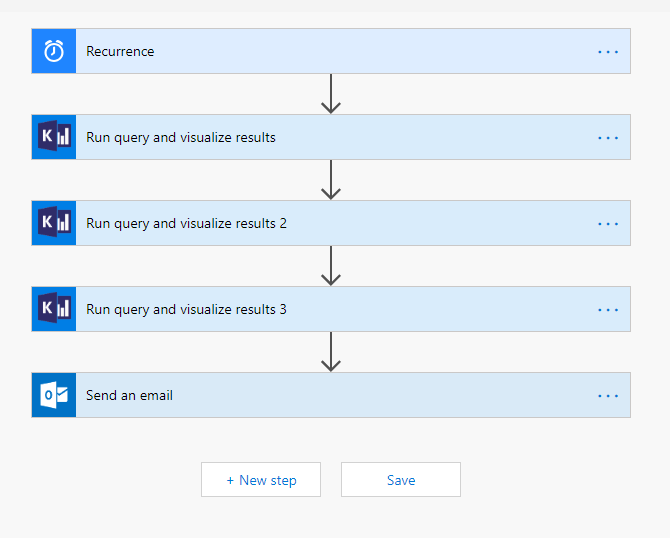 Recurrence
...
K
Run query and visualize results
...
K
Run query and visualize results 2
...
K
Run query and visualize results 3
...
o
Send an email
...
+ New step
Save